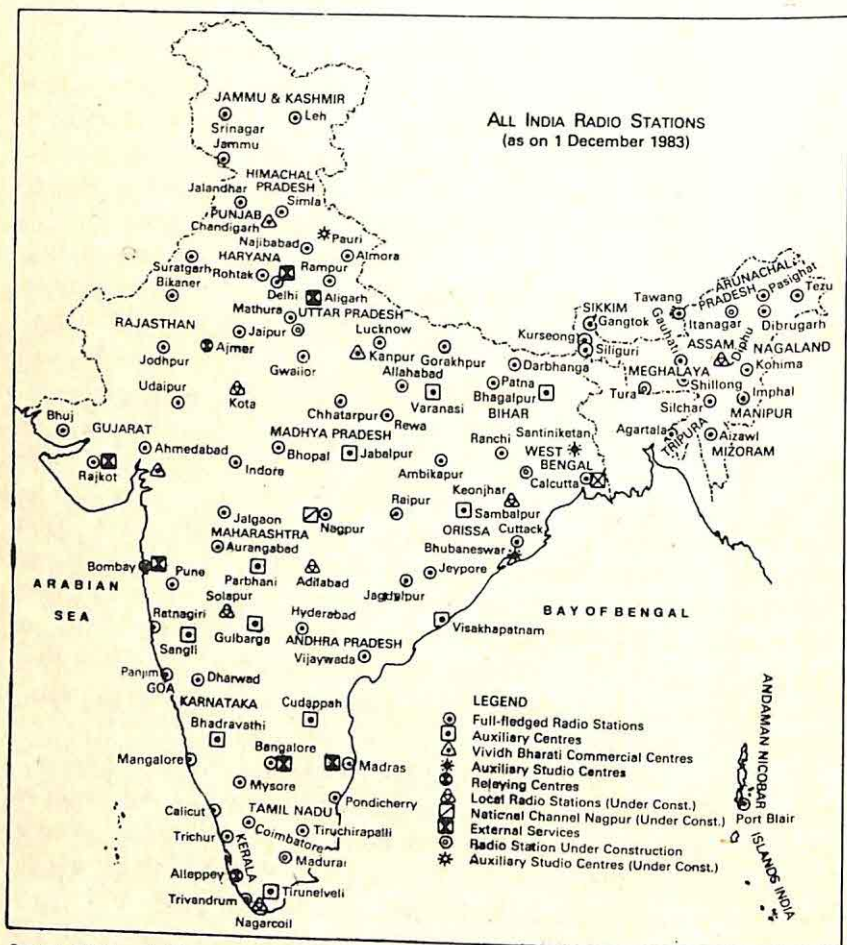 ALL INDIA RADIO STATIONS
(as on 1 December 1983)
JAMMU & KASHMIR
Leh
Srinagar
Jammu
HIMACHAL
PRADESH
Jalandhar
Simla
PUNJAB
Chandigarh
Pauri
Najibabad
Almora
HARYANA
Suratgarh
Rohtak
Rampur
Bikaner
Delhi
Aligarh
Mathura
UTTAR PRADESH
RAJASTHAN
Jaipur
Lucknow
Ajmer
Kanpur
Gorakhpur
Jodhpur
Gwaiior
Allahabad
Udaipur
Kota
Varanasi
Chhatarpur
Rewa
Tawang
ARUNACHAL
PRADESH
Pasighat
Tezu
SIKKIM
Gangtok
Itanagar
Dibrugarh
Kurseong
Gauhati
ASSAM
Diphu
NAGALAND
Siliguri
Kohima
Darbhanga
MEGHALAYA
Shillong
Patna
Tura
Imphal
Bhagalpur
Silchar
MANIPUR
BIHAR
Agartala
TRIPURA
Aizawl
MIZORAM
Bhuj
GUJARAT
Ahmedabad
MADHYA PRADESH
Ranchi
Santiniketan
Rajkot
Indore
Bhopal
Jabalpur
Ambikapur
WEST
BENGAL
Calcutta
Keonjhar
Jalgaon
Nagpur
Raipur
Sambalpur
MAHARASHTRA
ORISSA
Cuttack
Aurangabad
Bhubaneswar
Bombay
Pune
Parbhani
Adilabad
Jeypore
ARABIAN
SEA
Solapur
BAY OF BENGAL
Ratnagiri
Hyderabad
Sangli
Gulbarga
ANDHRA PRADESH
Visakhapatnam
Vijaywada
Panjim
GOA
Dharwad
KARNATAKA
Cudappah
Bhadravathi
Bangalore
Mangalore
Madras
Mysore
Pondicherry
Calicut
TAMIL NADU
Coimbatore
Tiruchirapalli
Trichur
KERALA
Madurai
Alleppey
Tirunelveli
Trivandrum
Nagarcoil
LEGEND
Full-fledged Radio Stations
Auxiliary Centres
Vividh Bharati Commercial Centres
Auxiliary Studio Centres
Relaying Centres
Local Radio Stations (Under Const.)
National Channel Nagpur (Under Const.)
External Services
Radio Station Under Construction
Auxiliary Studio Centres (Under Const.)
ANDAMAN NICOBAR
Port Blair
ISLANDS INDIA